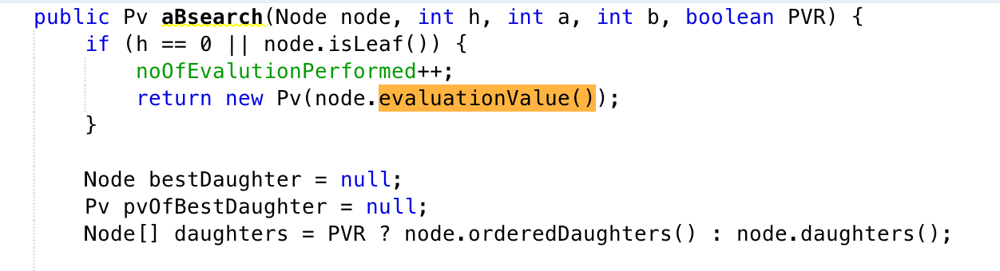 public Pv aBsearch(Node node, int h, int a, int b, boolean PVR) {
if (h == 0 || node.isLeaf()) {
noOfEvalutionPerformed++;
return new Pv(node.evaluationValue());
}
Node bestDaughter = null;
Pv pvOfBestDaughter = null;
Node[] daughters = PVR ? node.orderedDaughters() : node.daughters();